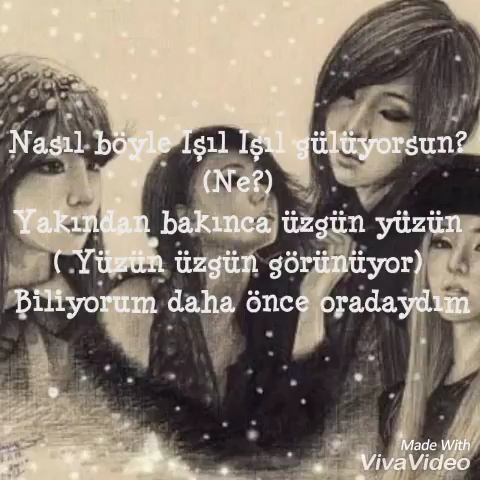 Nasıl böyle Işıl Işıl gülüyorsun?
(Ne?)
Yakından bakınca üzgün yüzün
( Yüzün üzgün görünüyor)
Biliyorum daha önce oradaydım
Made With
VivaVideo